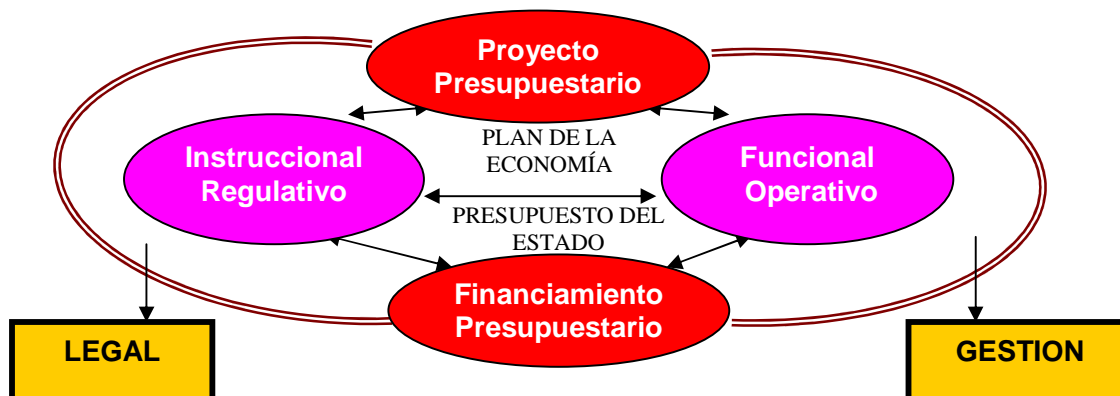 Proyecto
Presupuestario
PLAN DE LA
ECONOMÍA
Instruccional
Regulativo
Funcional
Operativo
PRESUPUESTO DEL
ESTADO
Financiamiento
Presupuestario
LEGAL
GESTION